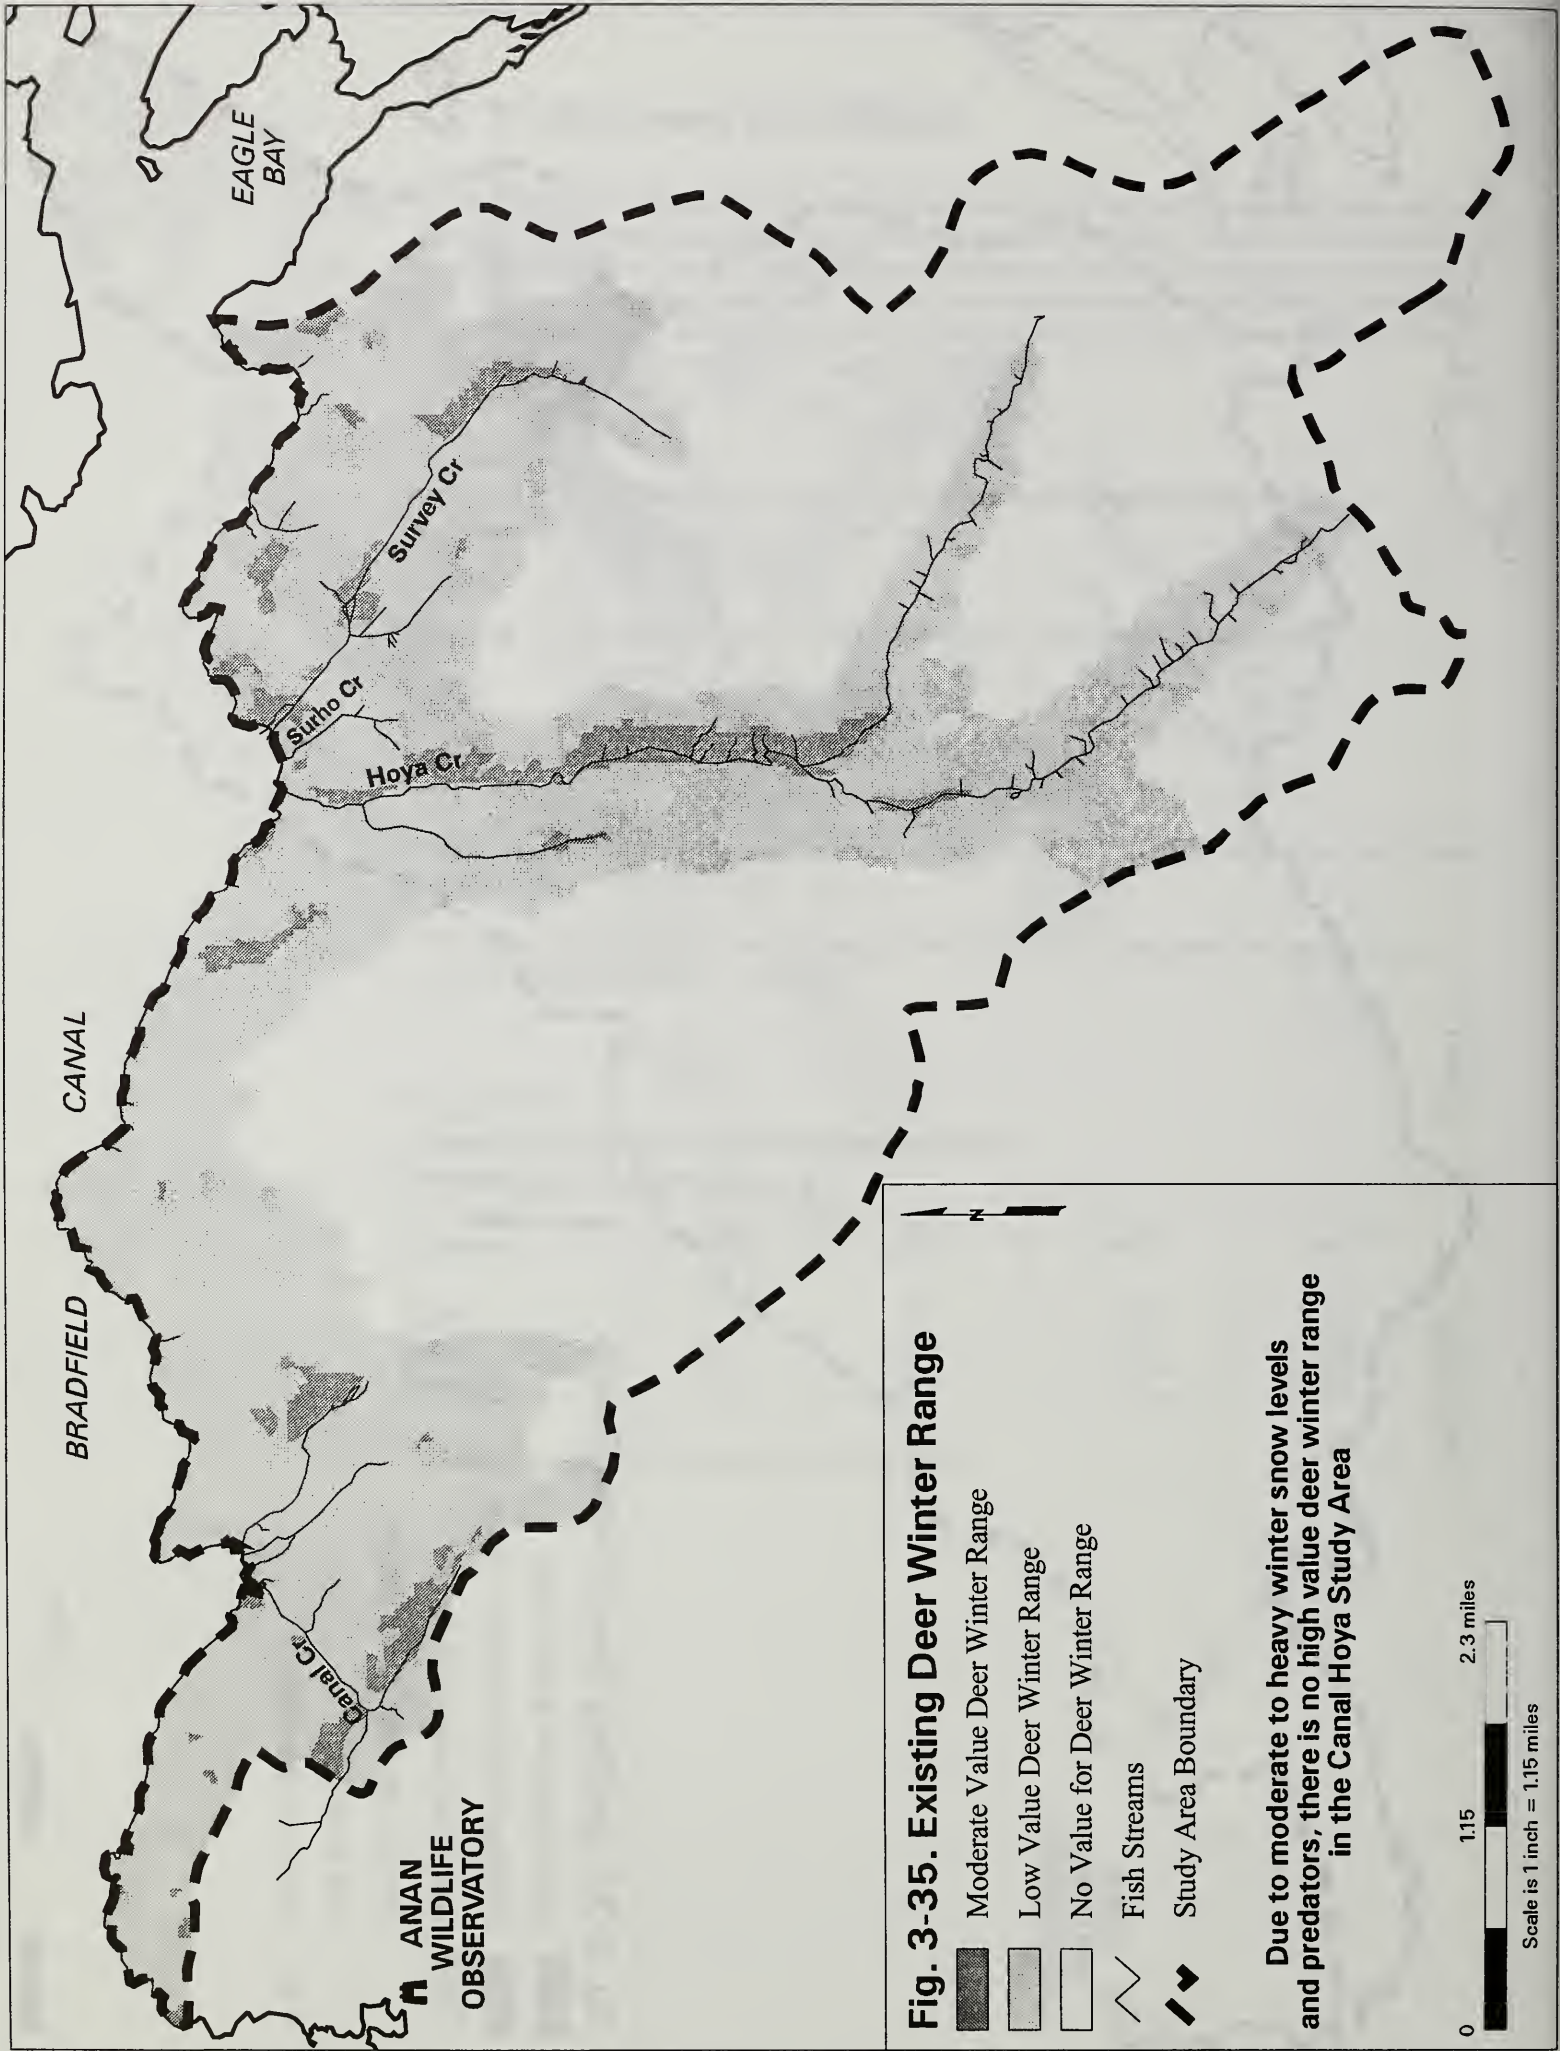 BRADFIELD
CANAL
EAGLE
BAY
Canal Cr
Hoya Cr
Surho Cr
Survey Cr
ANAN
WILDLIFE
OBSERVATORY
Fig. 3-35. Existing Deer Winter Range
Moderate Value Deer Winter Range
Low Value Deer Winter Range
No Value for Deer Winter Range
Fish Streams
Study Area Boundary
N
Due to moderate to heavy winter snow levels
and predators, there is no high value deer winter range
in the Canal Hoya Study Area
0 1.15 2.3 miles
Scale is 1 inch = 1.15 miles